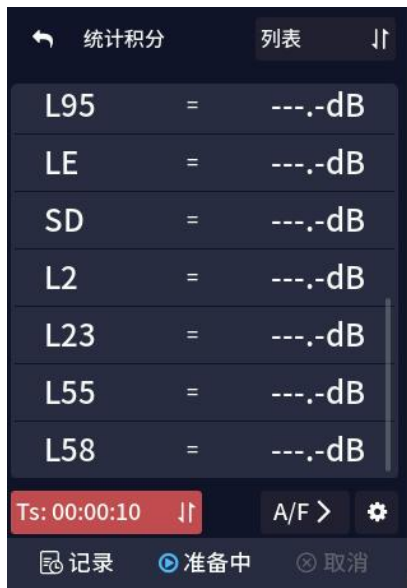 统计积分 列表
L95 = ---.-dB
LE = ---.-dB
SD = ---.-dB
L2 = ---.-dB
L23 = ---.-dB
L55 = ---.-dB
L58 = ---.-dB
Ts: 00:00:10 A/F >
记录 准备中 取消